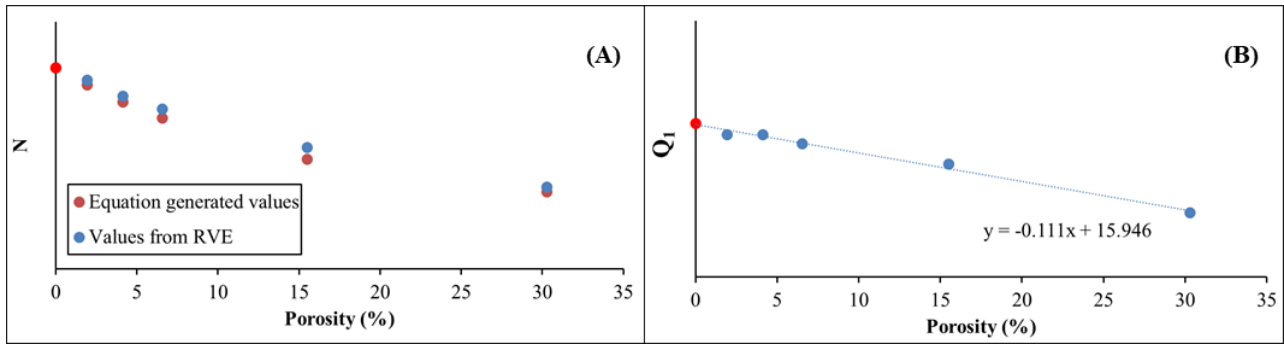 (A)
N
Equation generated values
Values from RVE
0 5 10 15 20 25 30 35
Porosity (%)
(B)
Q₁
y = -0.111x + 15.946
0 5 10 15 20 25 30 35
Porosity (%)